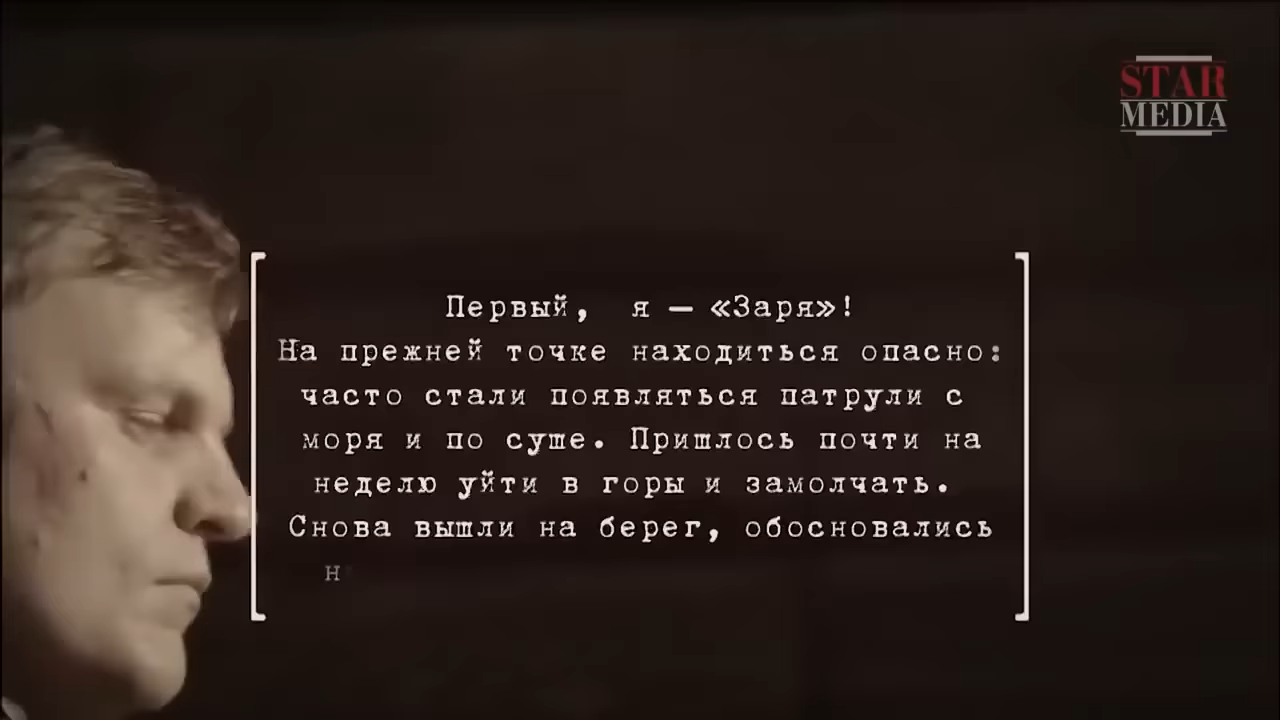 STAR
MEDIA
Первый, я — «Заря»!
На прежней точке находиться опасно:
часто стали появляться патрули с
моря и по суше. Пришлось почти на
неделю уйти в горы и замолчать.
Снова вышли на берег, обосновались
н